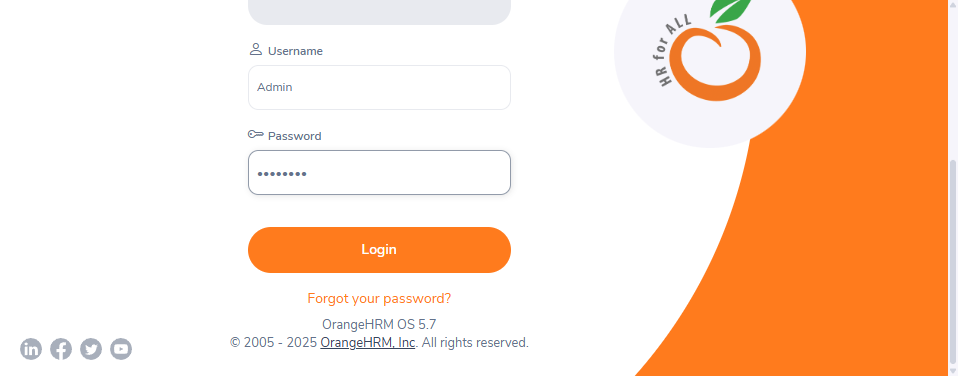 HR for ALL
Username
Admin
Password
••••••••
Login
Forgot your password?
OrangeHRM OS 5.7
© 2005 - 2025 OrangeHRM, Inc. All rights reserved.